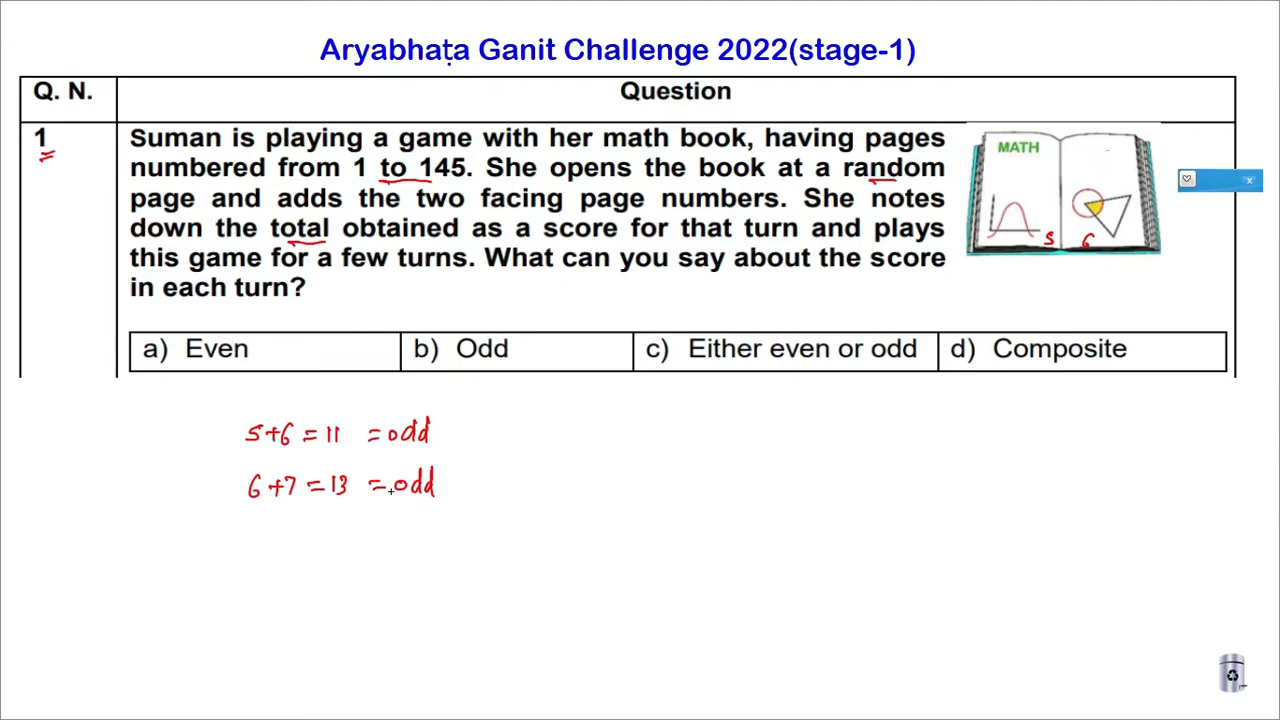 Aryabhaṭa Ganit Challenge 2022(stage-1)
Q. N. Question
1 Suman is playing a game with her math book, having pages
numbered from 1 to 145. She opens the book at a random
page and adds the two facing page numbers. She notes
down the total obtained as a score for that turn and plays
this game for a few turns. What can you say about the score
in each turn?
MATH
5 6
a) Even b) Odd c) Either even or odd d) Composite
5+6 = 11 = odd
6+7 = 13 = odd